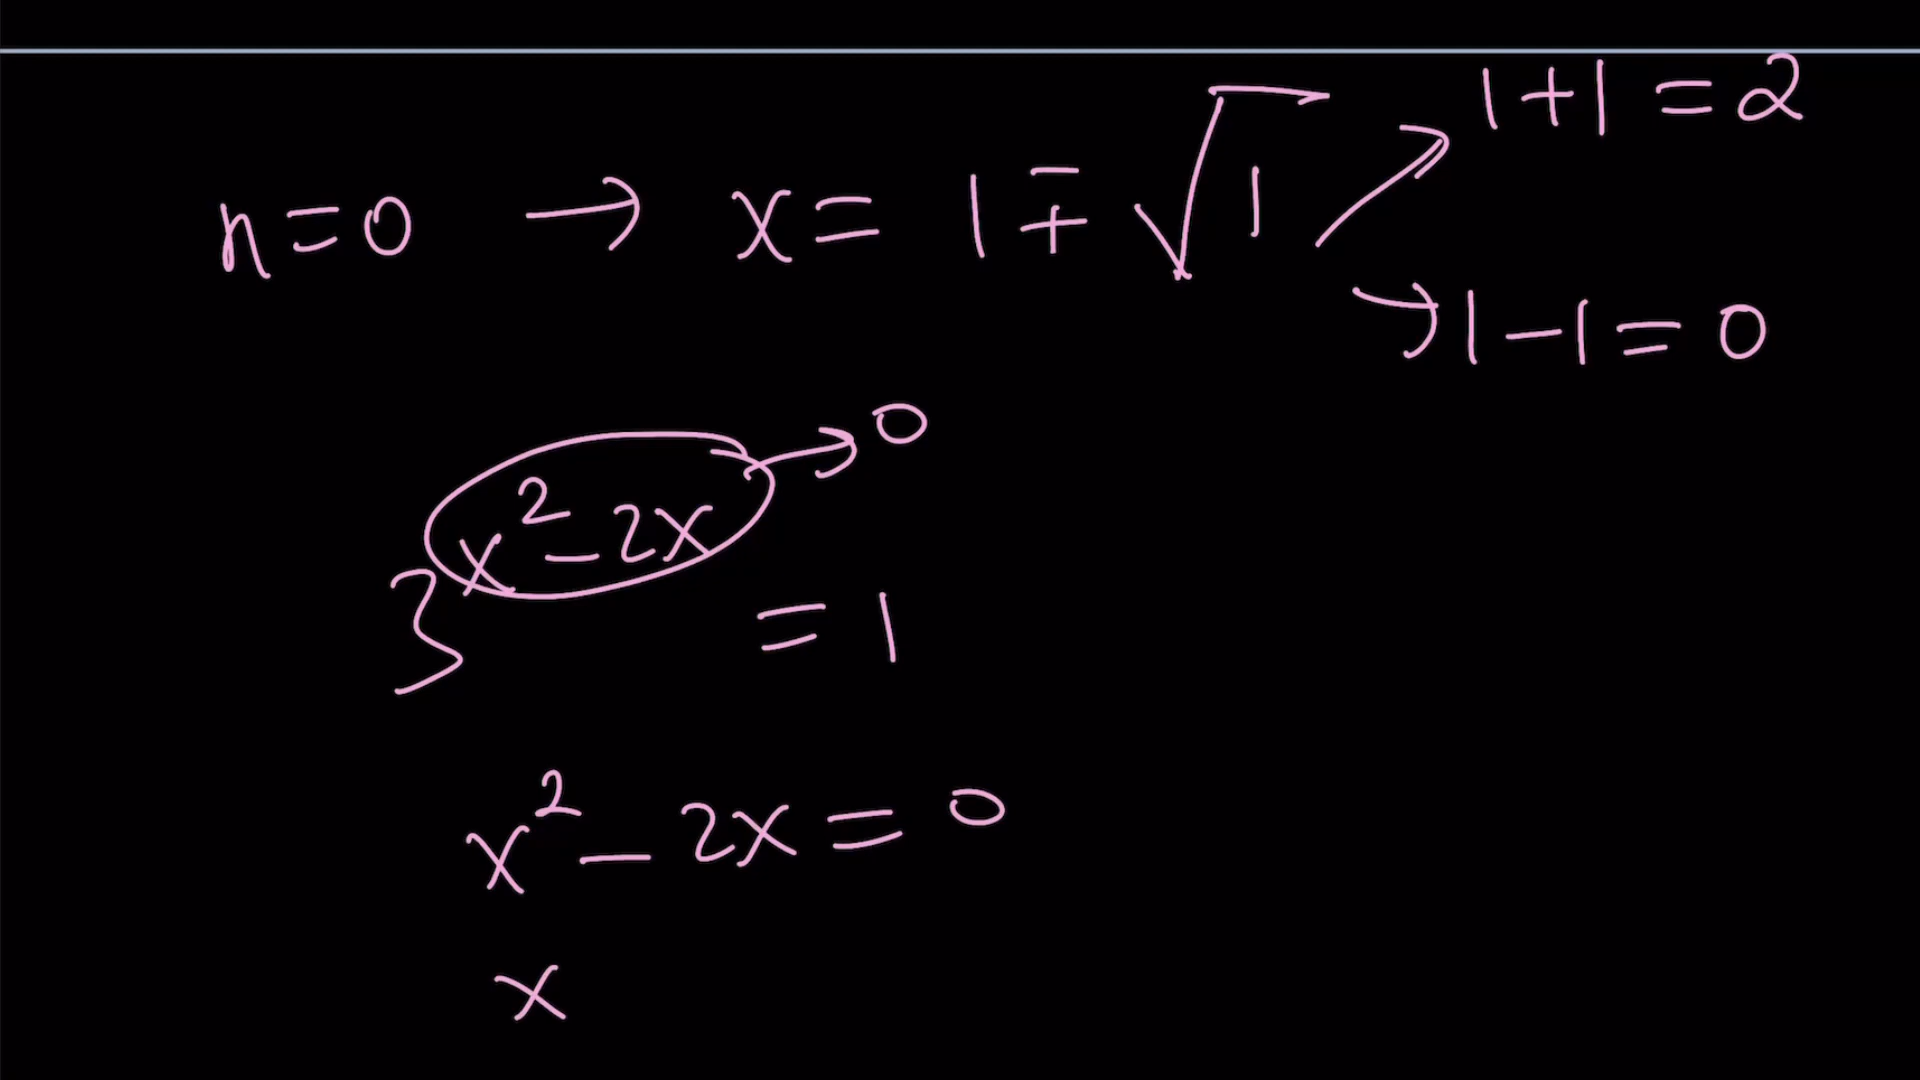 n=0 → x= 1∓√1 ↗ 1+1=2
→ 1-1=0
3^(x²-2x) → 0 = 1
x²-2x=0
x